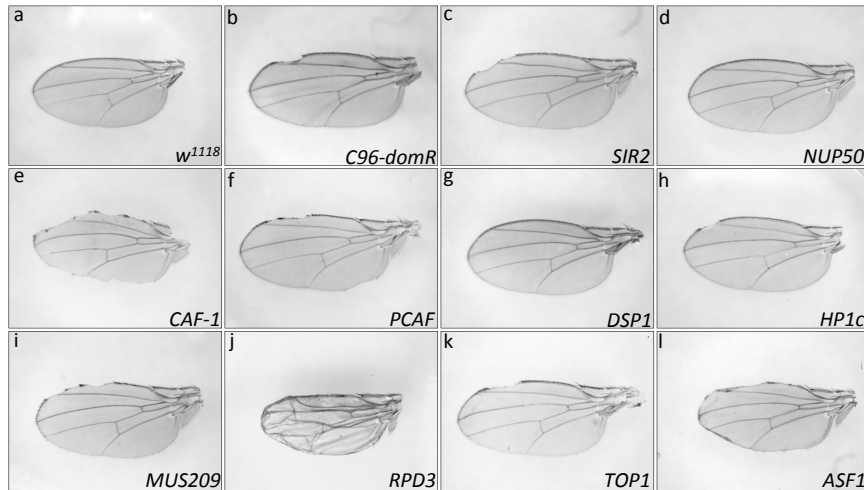 a
w1118
b
C96-domR
c
SIR2
d
NUP50
e
CAF-1
f
PCAF
g
DSP1
h
HP1c
i
MUS209
j
RPD3
k
TOP1
l
ASF1